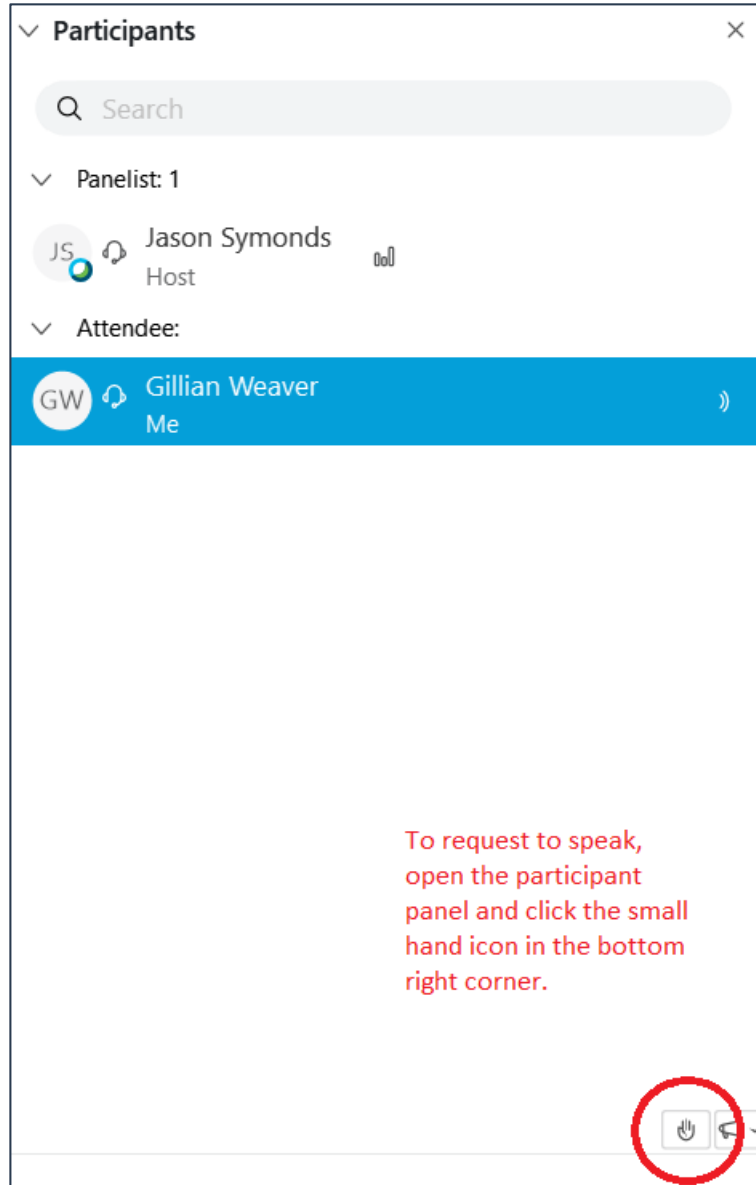 Participants
Search
Panelist: 1
JS
Jason Symonds
Host
Attendee:
GW
Gillian Weaver
Me
To request to speak,
open the participant
panel and click the small
hand icon in the bottom
right corner.